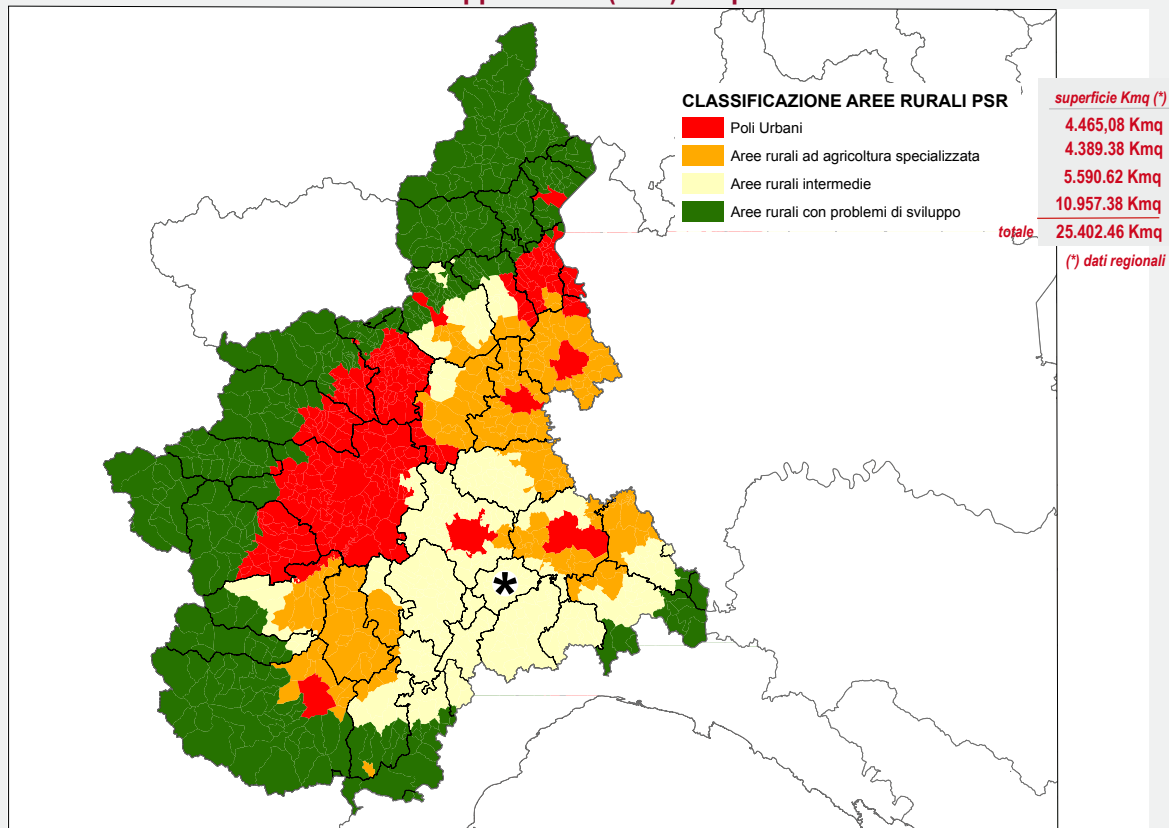 CLASSIFICAZIONE AREE RURALI PSR
superficie Kmq (*)
Poli Urbani
4.465,08 Kmq
Aree rurali ad agricoltura specializzata
4.389.38 Kmq
Aree rurali intermedie
5.590.62 Kmq
Aree rurali con problemi di sviluppo
10.957.38 Kmq
totale 25.402.46 Kmq
(*) dati regionali
*